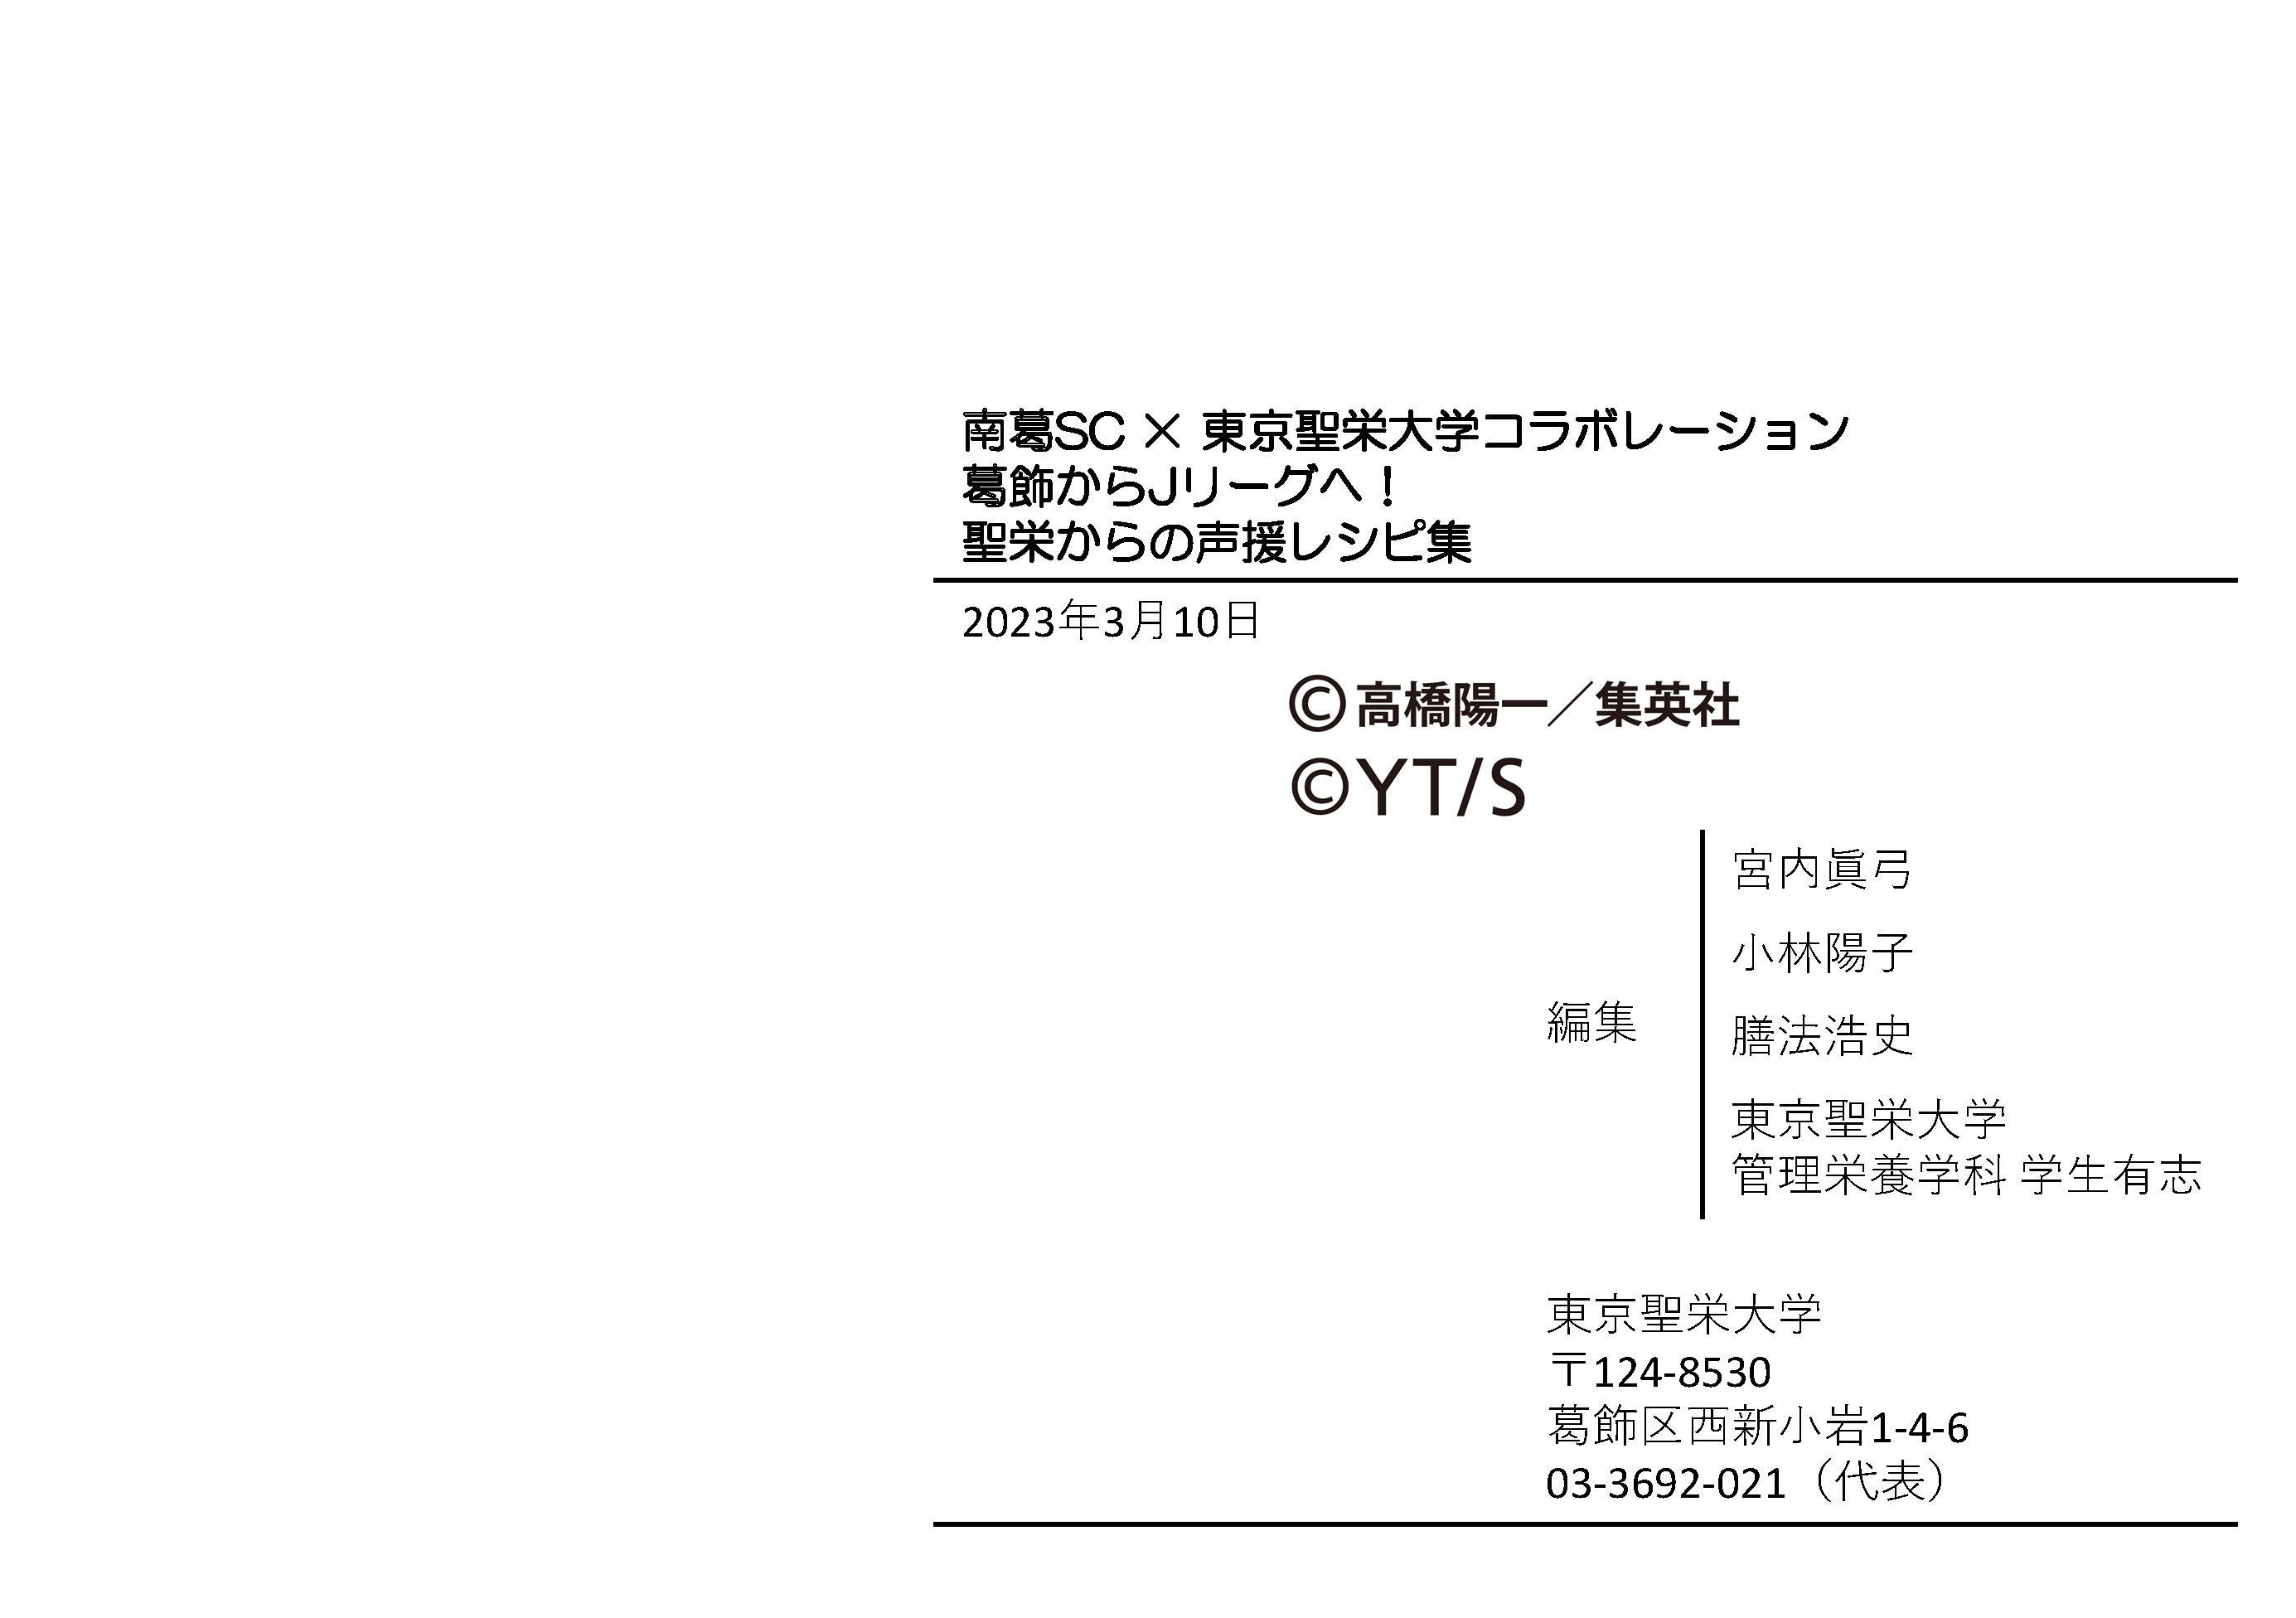 南葛SC × 東京聖栄大学コラボレーション
葛飾からJリーグへ！
聖栄からの声援レシピ集
2023年3月10日
©高橋陽一／集英社
©YT/S
編集
宮内眞弓
小林陽子
膳法浩史
東京聖栄大学
管理栄養学科 学生有志
東京聖栄大学
〒124-8530
葛飾区西新小岩1-4-6
03-3692-021（代表）